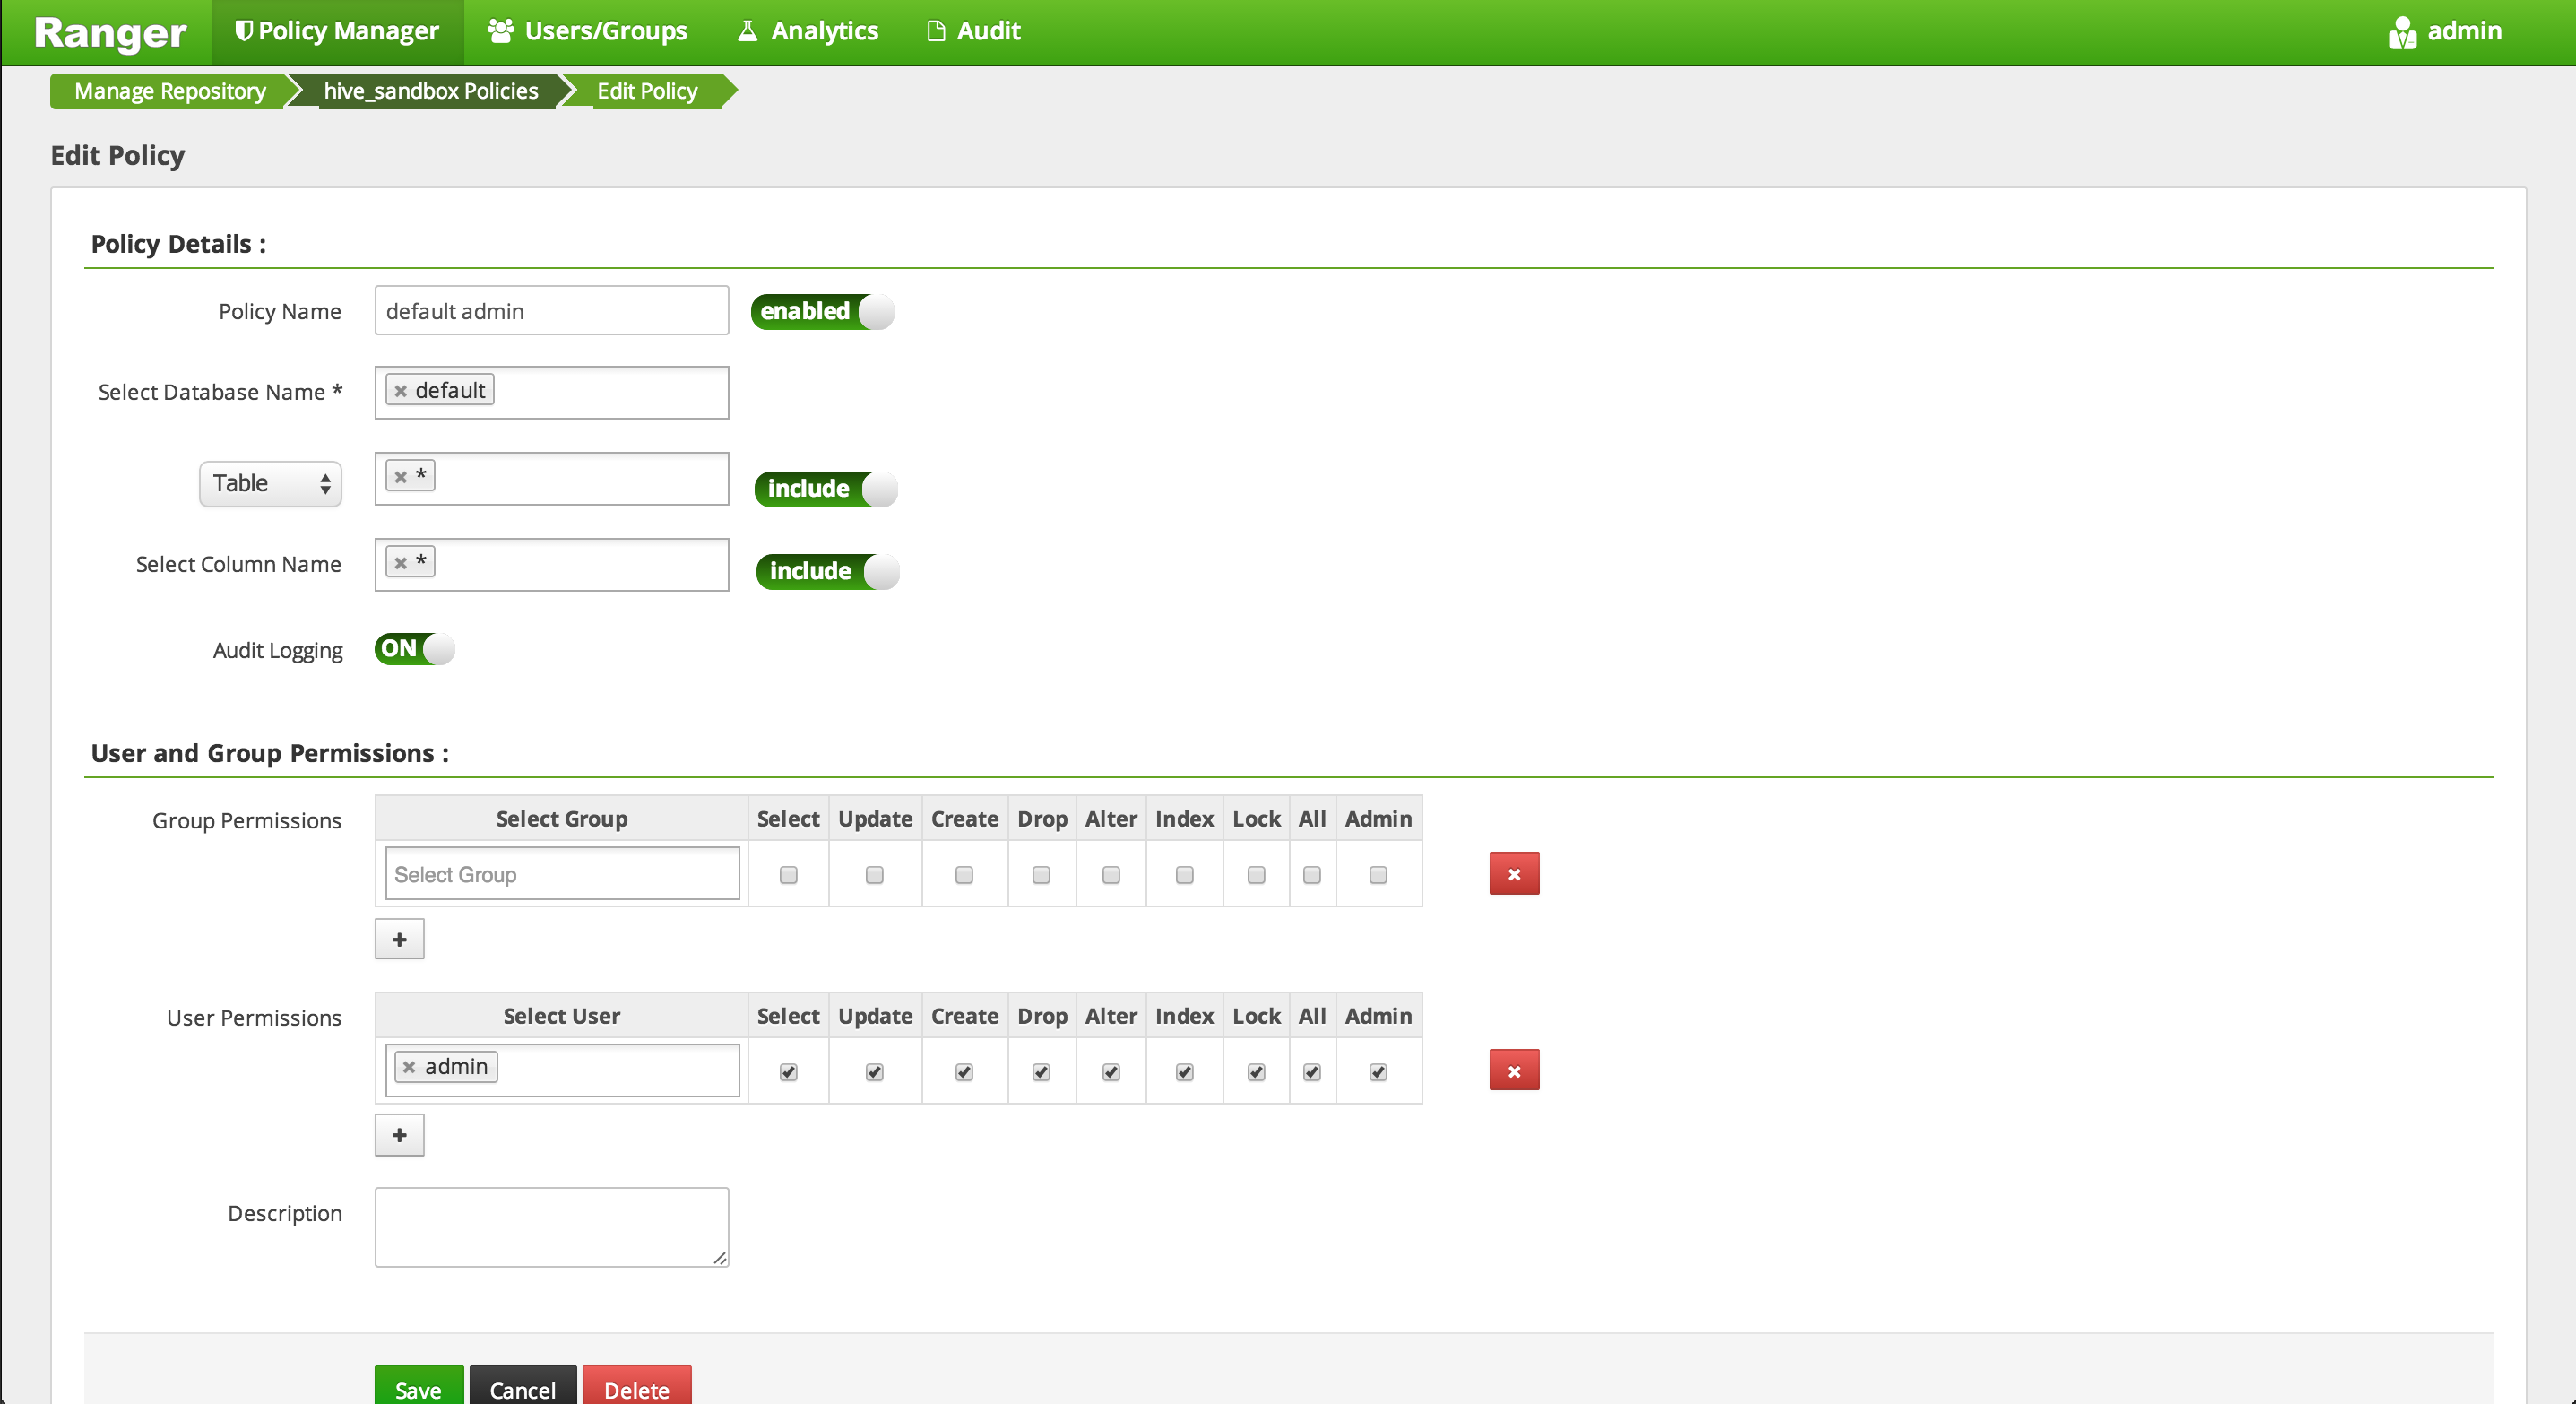 Ranger Policy Manager Users/Groups Analytics Audit admin
Manage Repository hive_sandbox Policies Edit Policy
Edit Policy
Policy Details :
Policy Name default admin enabled
Select Database Name * × default
Table × * include
Select Column Name × * include
Audit Logging ON
User and Group Permissions :
Group Permissions Select Group Select Update Create Drop Alter Index Lock All Admin
Select Group
+
User Permissions Select User Select Update Create Drop Alter Index Lock All Admin
× admin
+
Description
Save Cancel Delete